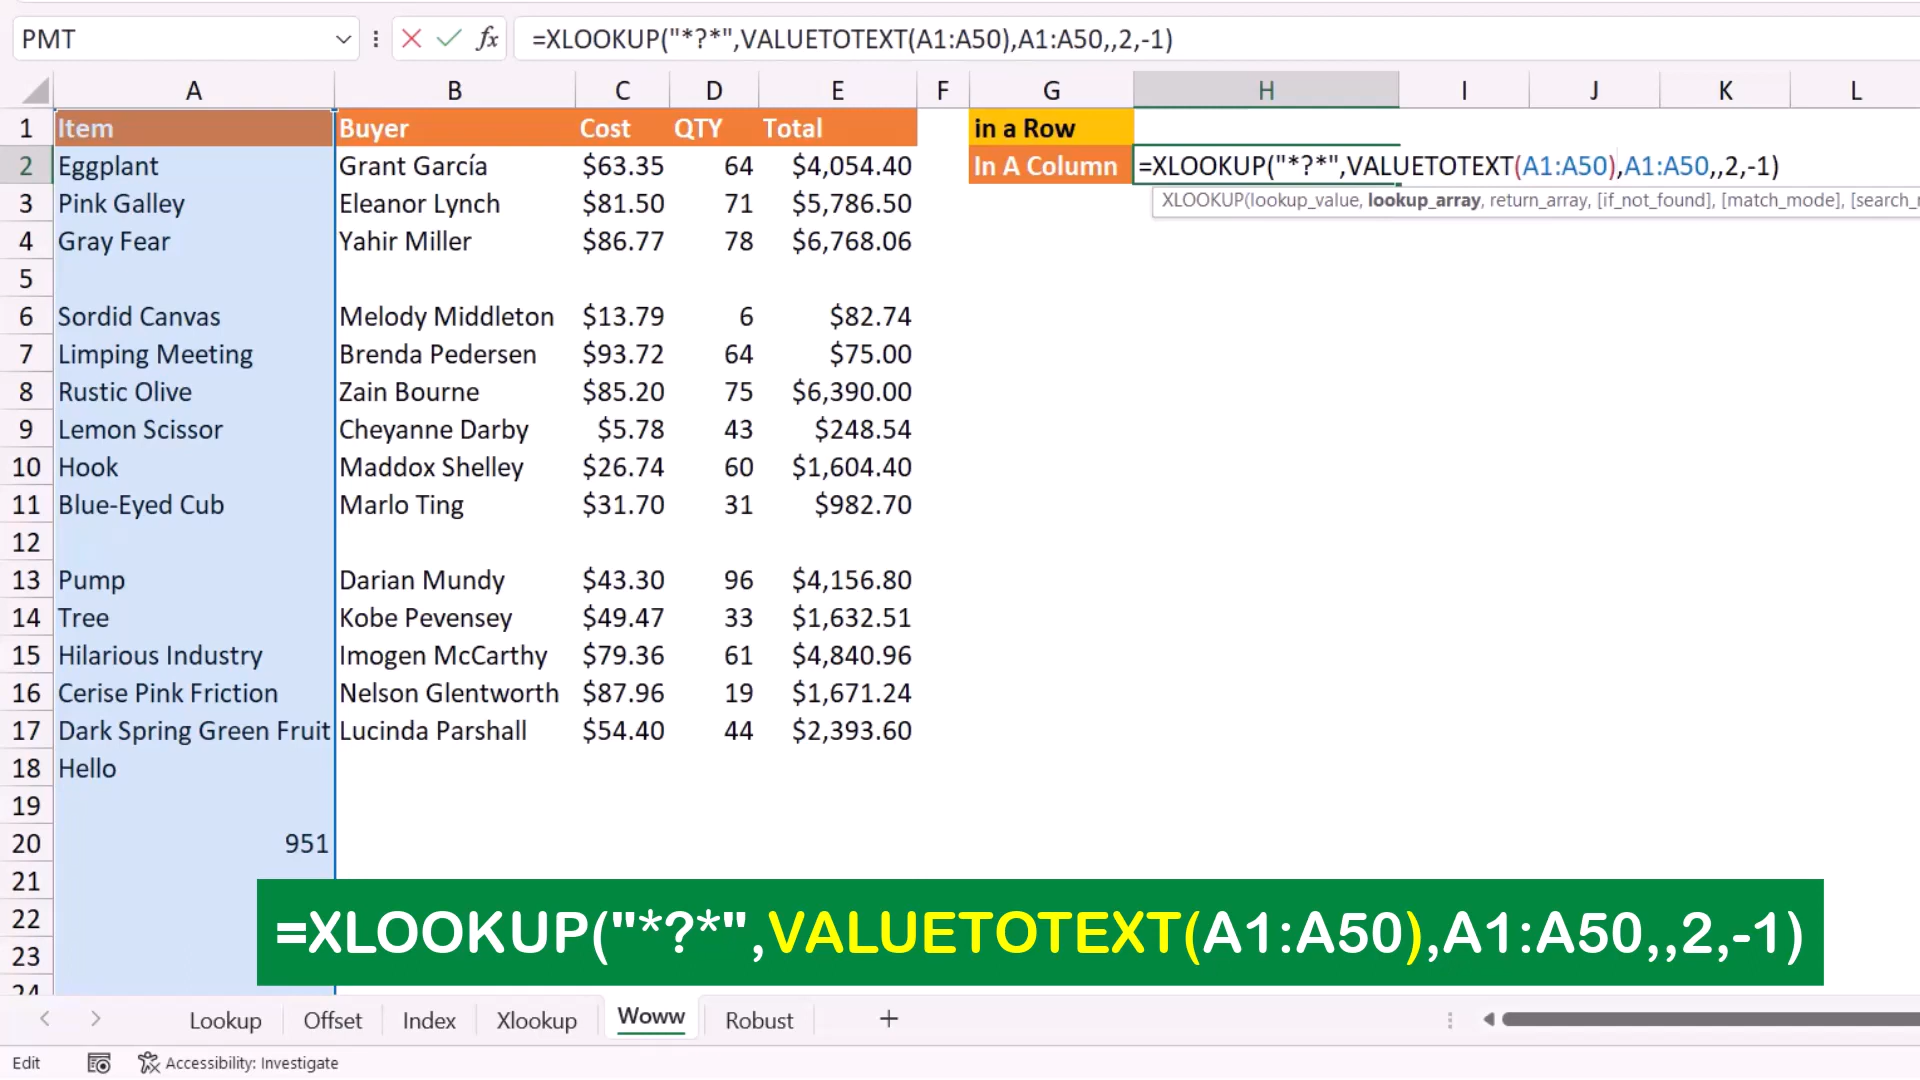 PMT
fx
=XLOOKUP("*?*",VALUETOTEXT(A1:A50),A1:A50,,2,-1)
A B C D E F G H I J K L
1 Item Buyer Cost QTY Total in a Row
2 Eggplant Grant García $63.35 64 $4,054.40 In A Column =XLOOKUP("*?*",VALUETOTEXT(A1:A50),A1:A50,,2,-1)
3 Pink Galley Eleanor Lynch $81.50 71 $5,786.50 XLOOKUP(lookup_value, lookup_array, return_array, [if_not_found], [match_mode], [search_
4 Gray Fear Yahir Miller $86.77 78 $6,768.06
5
6 Sordid Canvas Melody Middleton $13.79 6 $82.74
7 Limping Meeting Brenda Pedersen $93.72 64 $75.00
8 Rustic Olive Zain Bourne $85.20 75 $6,390.00
9 Lemon Scissor Cheyanne Darby $5.78 43 $248.54
10 Hook Maddox Shelley $26.74 60 $1,604.40
11 Blue-Eyed Cub Marlo Ting $31.70 31 $982.70
12
13 Pump Darian Mundy $43.30 96 $4,156.80
14 Tree Kobe Pevensey $49.47 33 $1,632.51
15 Hilarious Industry Imogen McCarthy $79.36 61 $4,840.96
16 Cerise Pink Friction Nelson Glentworth $87.96 19 $1,671.24
17 Dark Spring Green Fruit Lucinda Parshall $54.40 44 $2,393.60
18 Hello
19
20 951
21
22
=XLOOKUP("*?*",VALUETOTEXT(A1:A50),A1:A50,,2,-1)
23
24
Lookup Offset Index Xlookup Woww Robust +
Edit Accessibility: Investigate